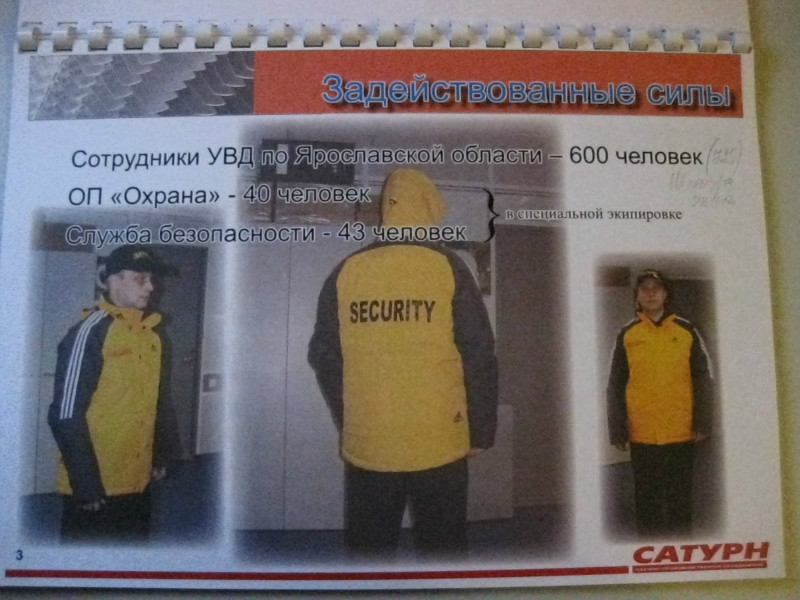 Задействованные силы
Сотрудники УВД по Ярославской области – 600 человек (725)
ОП «Охрана» - 40 человек
в специальной экипировке
Служба безопасности - 43 человек
SECURITY
3
САТУРН